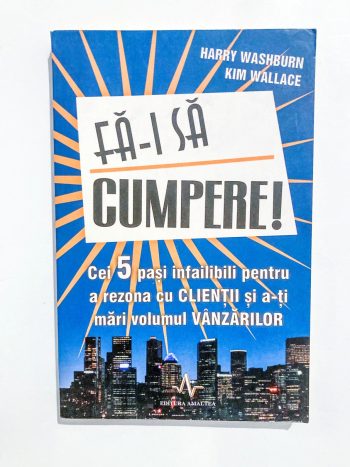 HARRY WASHBURN
KIM WALLACE
FĂ-I SĂ
CUMPERE!
Cei 5 pași infailibili pentru
a rezona cu CLIENȚII și a-ți
mări volumul VÂNZĂRILOR
EDITURA AMALTEA